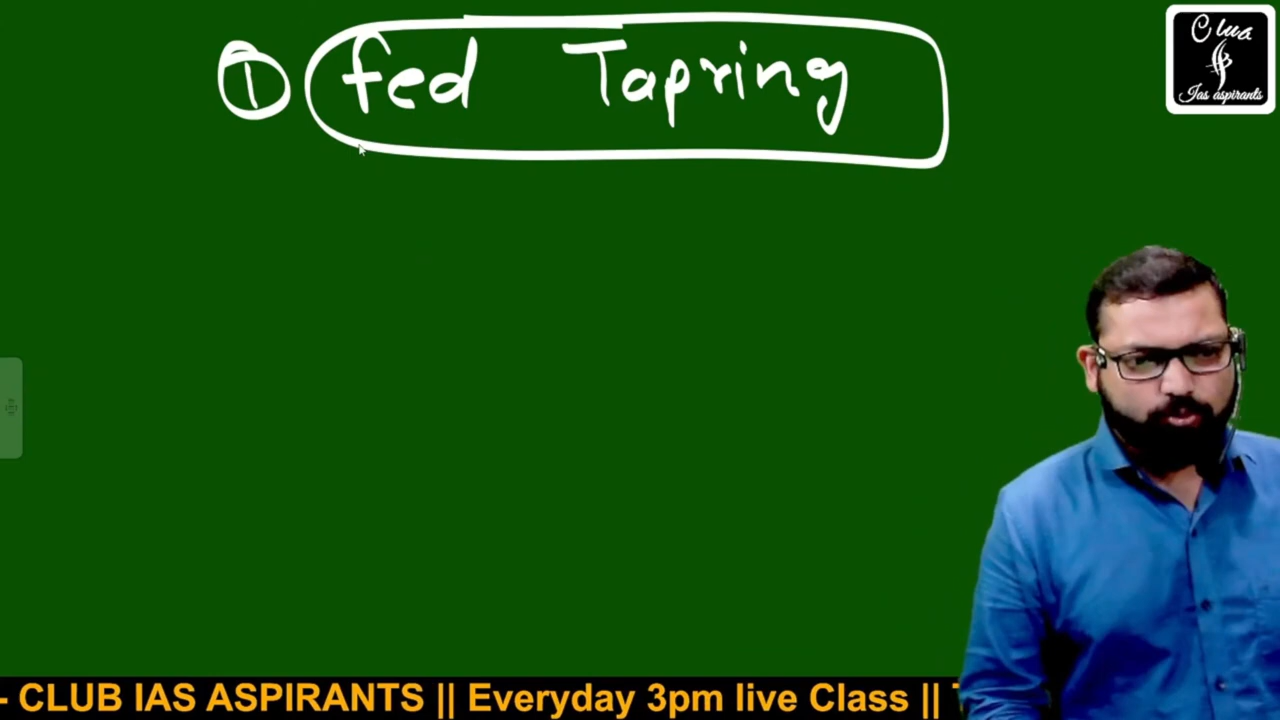 ① fed Tapring
Club
Ias aspirants
- CLUB IAS ASPIRANTS || Everyday 3pm live Class ||